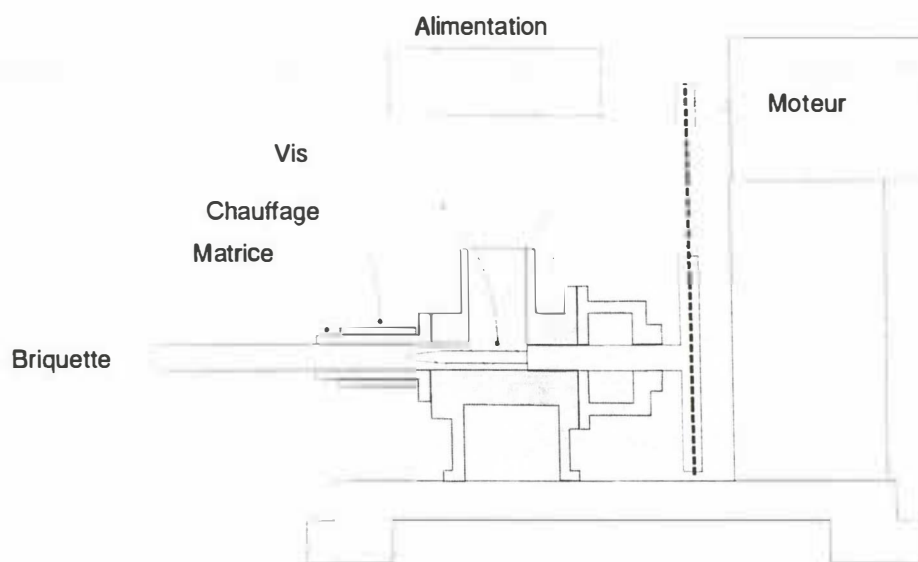 Alimentation
Moteur
Vis
Chauffage
Matrice
Briquette